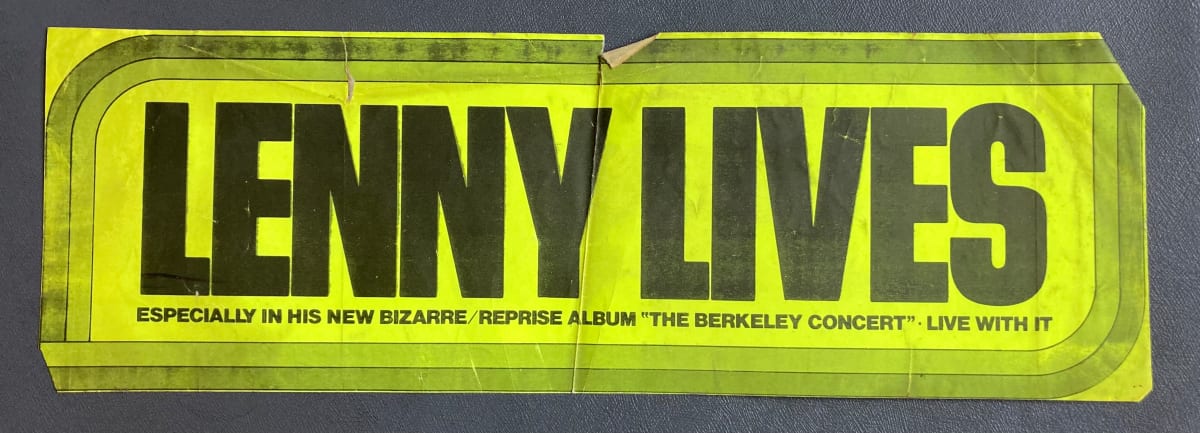 LENNY LIVES
ESPECIALLY IN HIS NEW BIZARRE/REPRISE ALBUM "THE BERKELEY CONCERT" · LIVE WITH IT